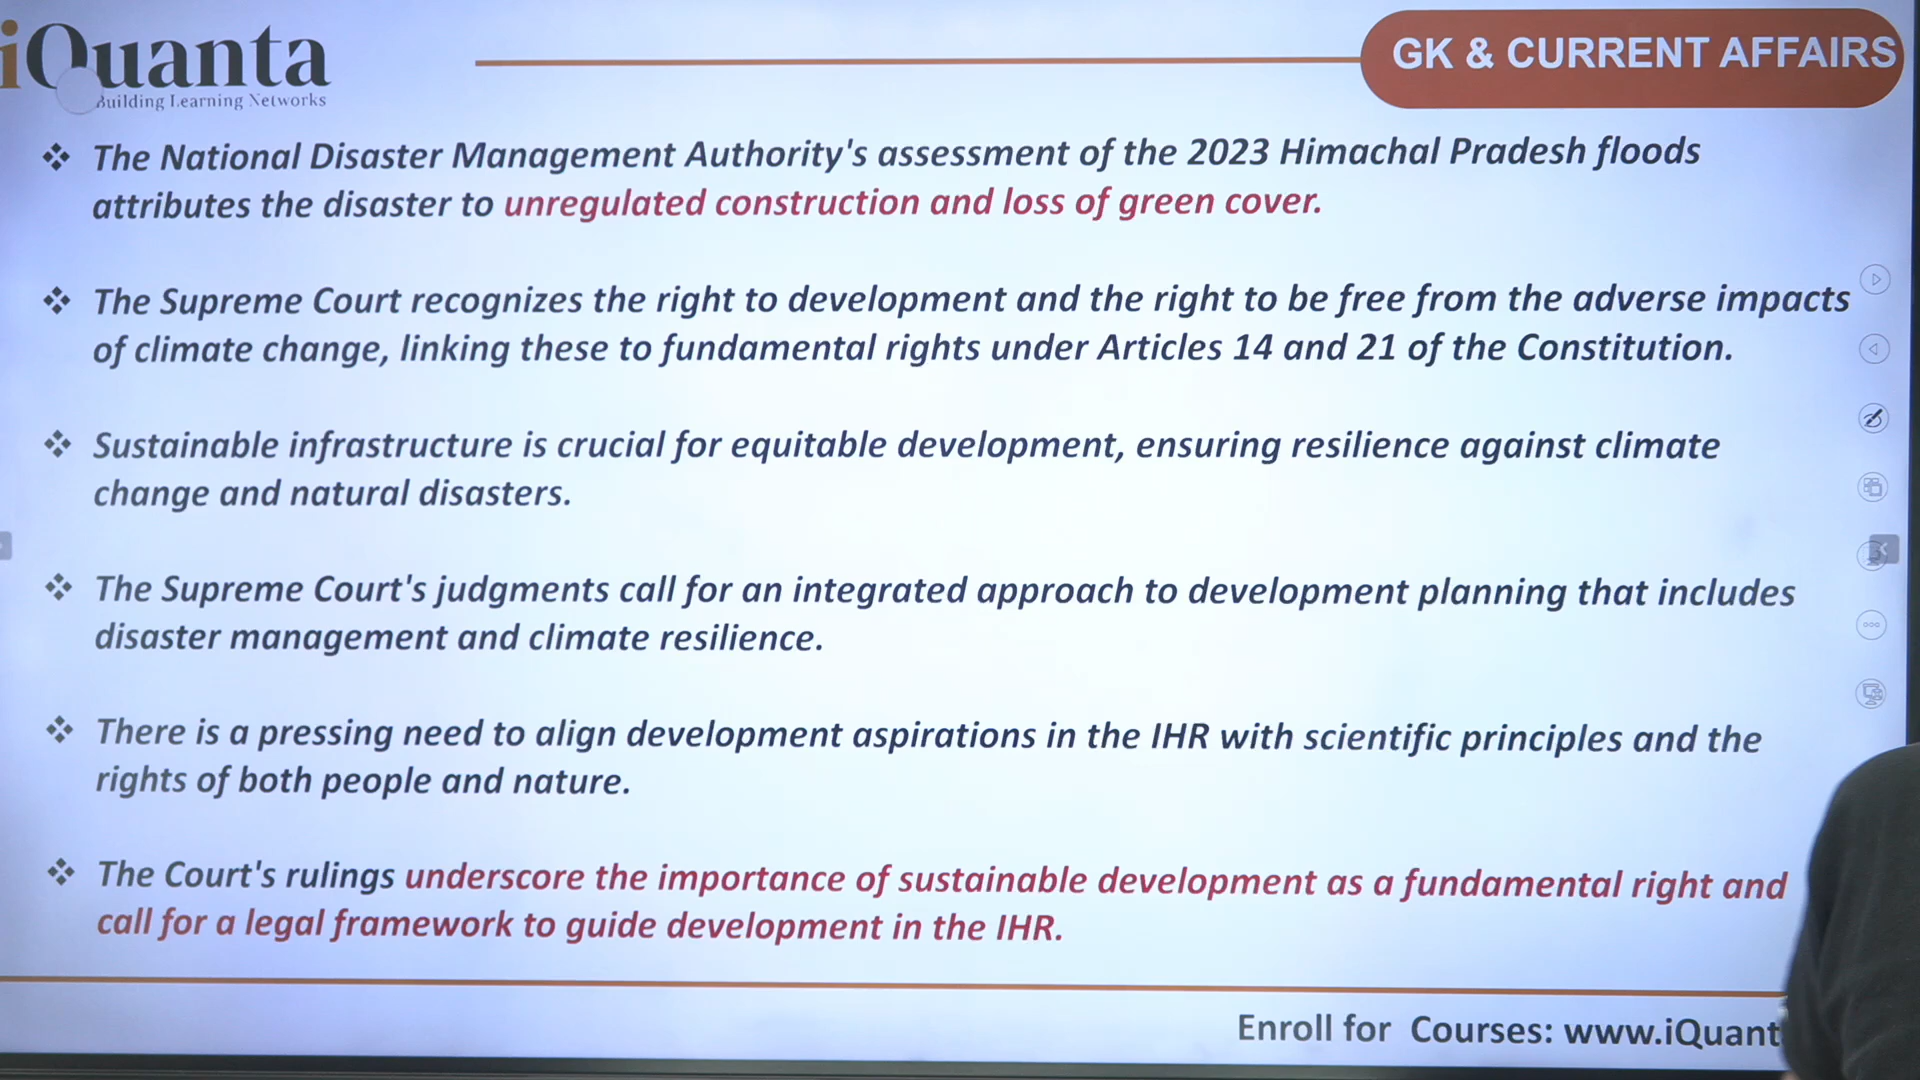 iQuanta
GK & CURRENT AFFAIRS
Building Learning Networks
❖ The National Disaster Management Authority's assessment of the 2023 Himachal Pradesh floods
attributes the disaster to unregulated construction and loss of green cover.
❖ The Supreme Court recognizes the right to development and the right to be free from the adverse impacts
of climate change, linking these to fundamental rights under Articles 14 and 21 of the Constitution.
❖ Sustainable infrastructure is crucial for equitable development, ensuring resilience against climate
change and natural disasters.
❖ The Supreme Court's judgments call for an integrated approach to development planning that includes
disaster management and climate resilience.
❖ There is a pressing need to align development aspirations in the IHR with scientific principles and the
rights of both people and nature.
❖ The Court's rulings underscore the importance of sustainable development as a fundamental right and
call for a legal framework to guide development in the IHR.
Enroll for Courses: www.iQuant